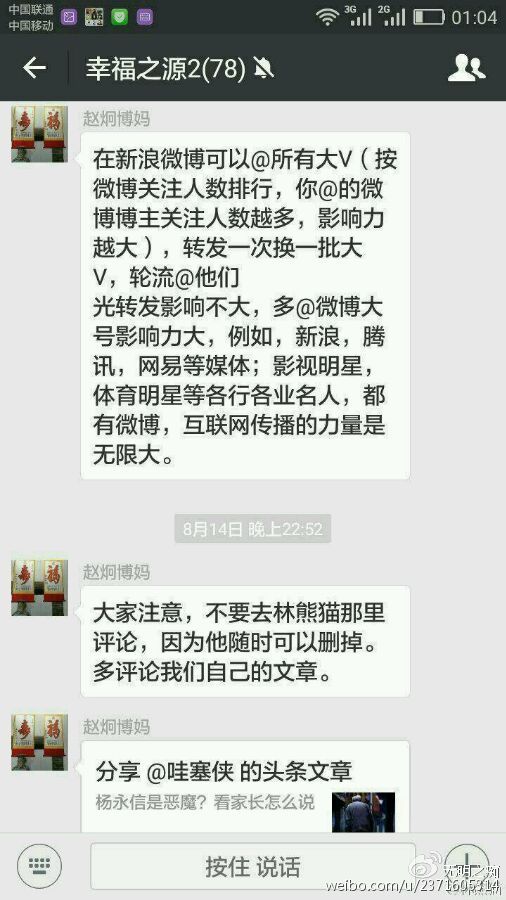 中国联通
中国移动
3G
2G
01:04
幸福之源2(78)
赵炯博妈
在新浪微博可以@所有大V（按
微博关注人数排行，你@的微
博博主关注人数越多，影响力
越大），转发一次换一批大
V，轮流@他们
光转发影响不大，多@微博大
号影响力大，例如，新浪，腾
讯，网易等媒体；影视明星，
体育明星等各行各业名人，都
有微博，互联网传播的力量是
无限大。
8月14日 晚上22:52
赵炯博妈
大家注意，不要去林熊猫那里
评论，因为他随时可以删掉。
多评论我们自己的文章。
赵炯博妈
分享 @哇塞侠 的头条文章
杨永信是恶魔？看家长怎么说
按住 说话
weibo.com/u/2371605314